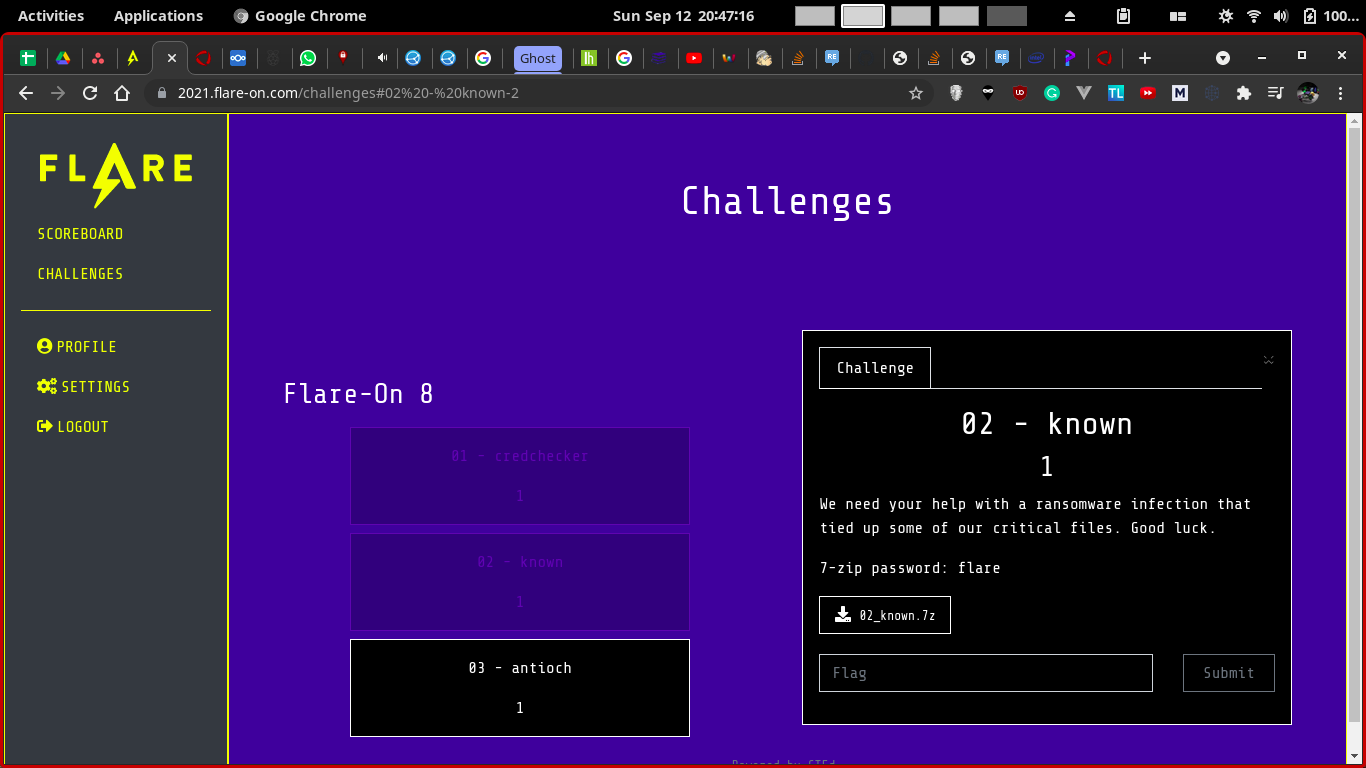 Activities Applications Google Chrome Sun Sep 12 20:47:16 100...
Ghost
2021.flare-on.com/challenges#02%20-%20known-2
FLARE
SCOREBOARD
CHALLENGES
PROFILE
SETTINGS
LOGOUT
Challenges
Flare-On 8
01 - credchecker
1
02 - known
1
03 - antioch
1
Challenge
02 - known
1
We need your help with a ransomware infection that
tied up some of our critical files. Good luck.
7-zip password: flare
02_known.7z
Flag
Submit
Powered by CTFd